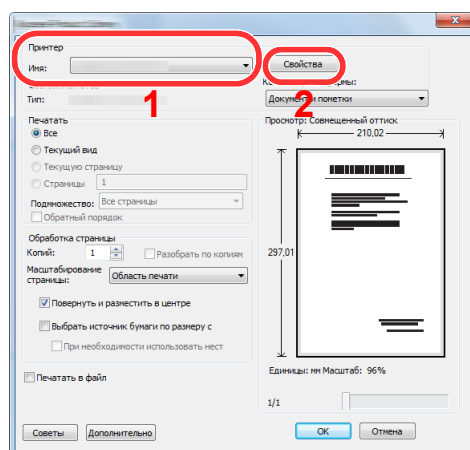 Принтер
Имя:
Свойства
1
2
Тип:
Документ и пометки
Печатать
Все
Текущий вид
Текущую страницу
Страницы
1
Подмножество:
Все страницы
Обратный порядок
Просмотр: Совмещенный оттиск
210,02
297,01
Обработка страницы
Копий:
1
Разобрать по копиям
Масштабирование
страницы:
Область печати
Повернуть и разместить в центре
Выбрать источник бумаги по размеру с
При необходимости использовать нест
Печатать в файл
Единицы: мм Масштаб: 96%
1/1
Советы
Дополнительно
OK
Отмена